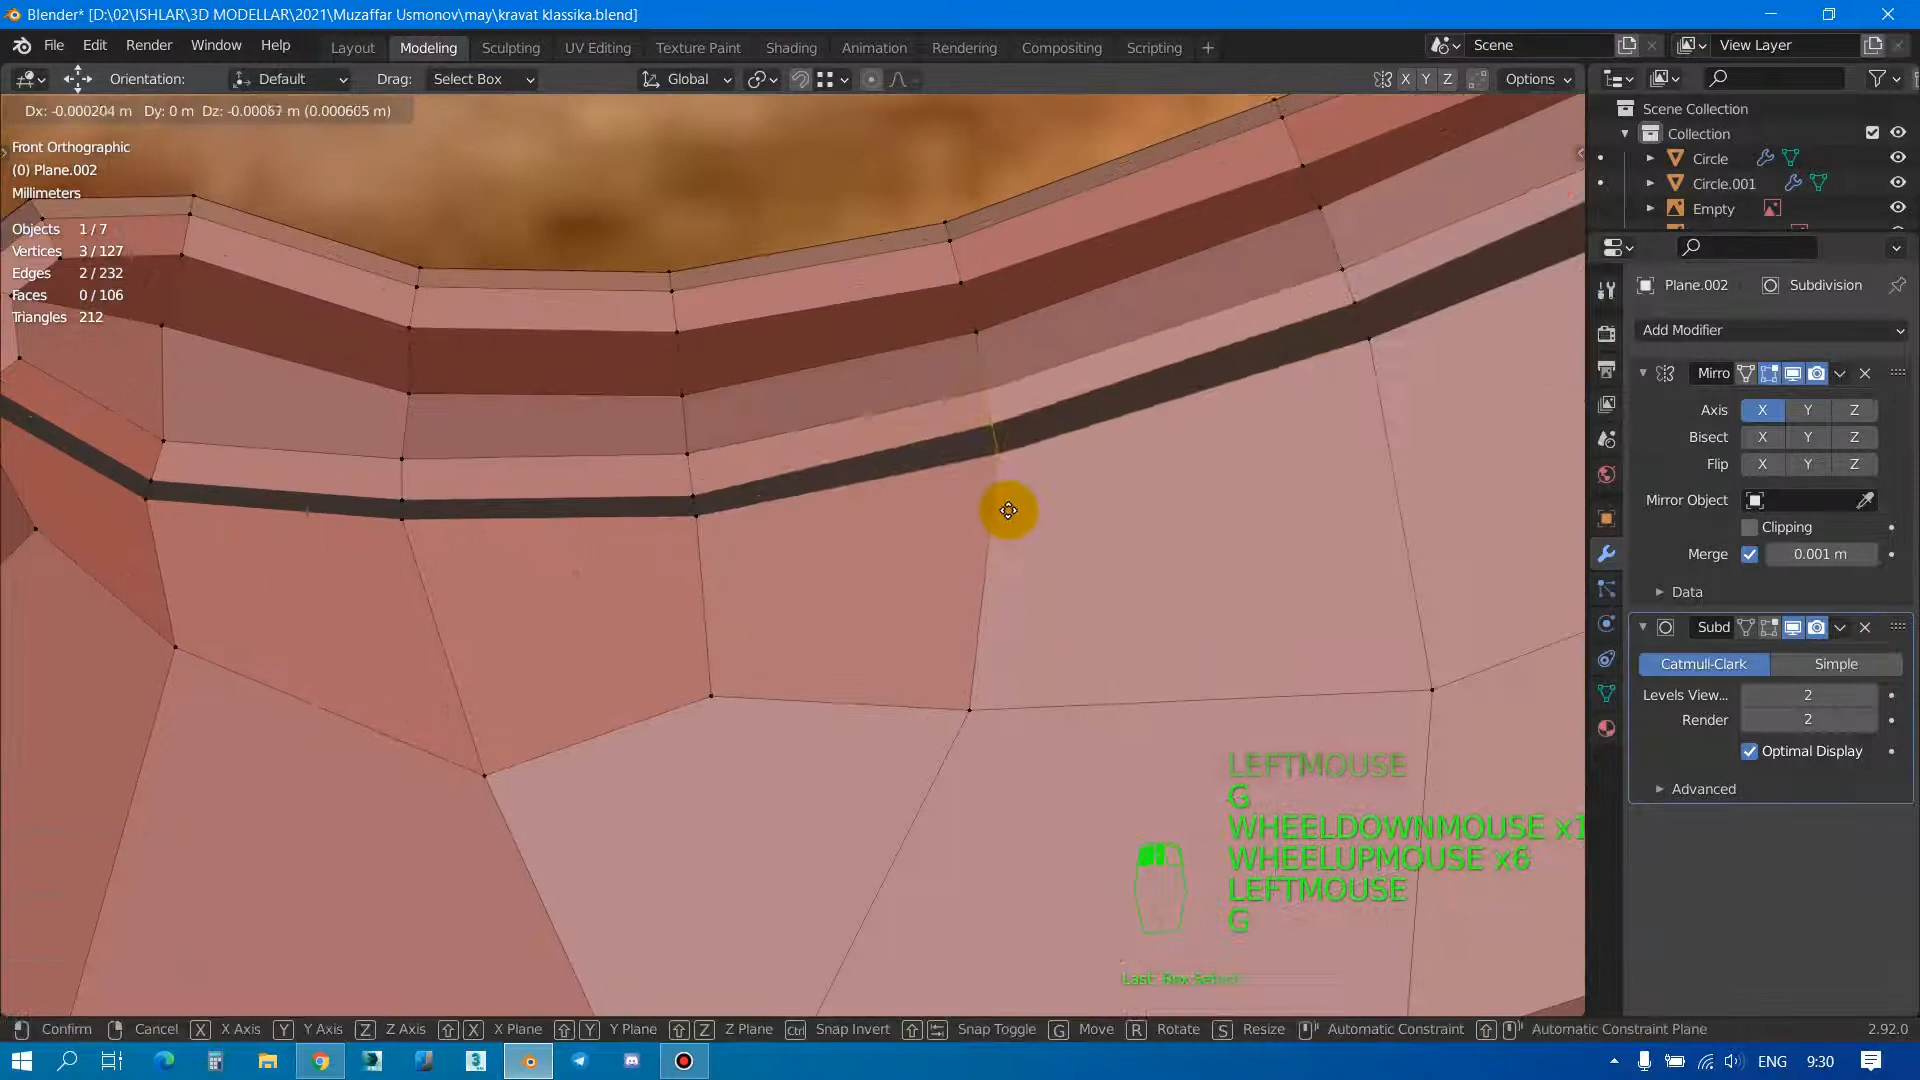 Blender* [D:\02\ISHLAR\3D MODELLAR\2021\Muzaffar Usmonov\may\kravat klassika.blend]
File Edit Render Window Help Layout Modeling Sculpting UV Editing Texture Paint Shading Animation Rendering Compositing Scripting + Scene View Layer
Orientation: Default Drag: Select Box Global X Y Z Options
Dx: -0.000204 m Dy: 0 m Dz: -0.00057 m (0.000605 m)
Scene Collection
Collection
Circle
Circle.001
Empty
Front Orthographic
(0) Plane.002
Millimeters
Objects 1 / 7
Vertices 3 / 127
Edges 2 / 232
Faces 0 / 106
Triangles 212
Plane.002 Subdivision
Add Modifier
Mirro
Axis X Y Z
Bisect X Y Z
Flip X Y Z
Mirror Object
Clipping
Merge 0.001 m
Data
Subd
Catmull-Clark Simple
Levels View... 2
Render 2
Optimal Display
Advanced
LEFTMOUSE
G
WHEELDOWNMOUSE x1
WHEELUPMOUSE x6
LEFTMOUSE
G
Last: Box Select
Confirm Cancel X X Axis Y Y Axis Z Z Axis X X Plane Y Y Plane Z Z Plane Ctrl Snap Invert Snap Toggle G Move R Rotate S Resize Automatic Constraint Automatic Constraint Plane 2.92.0
ENG 9:30